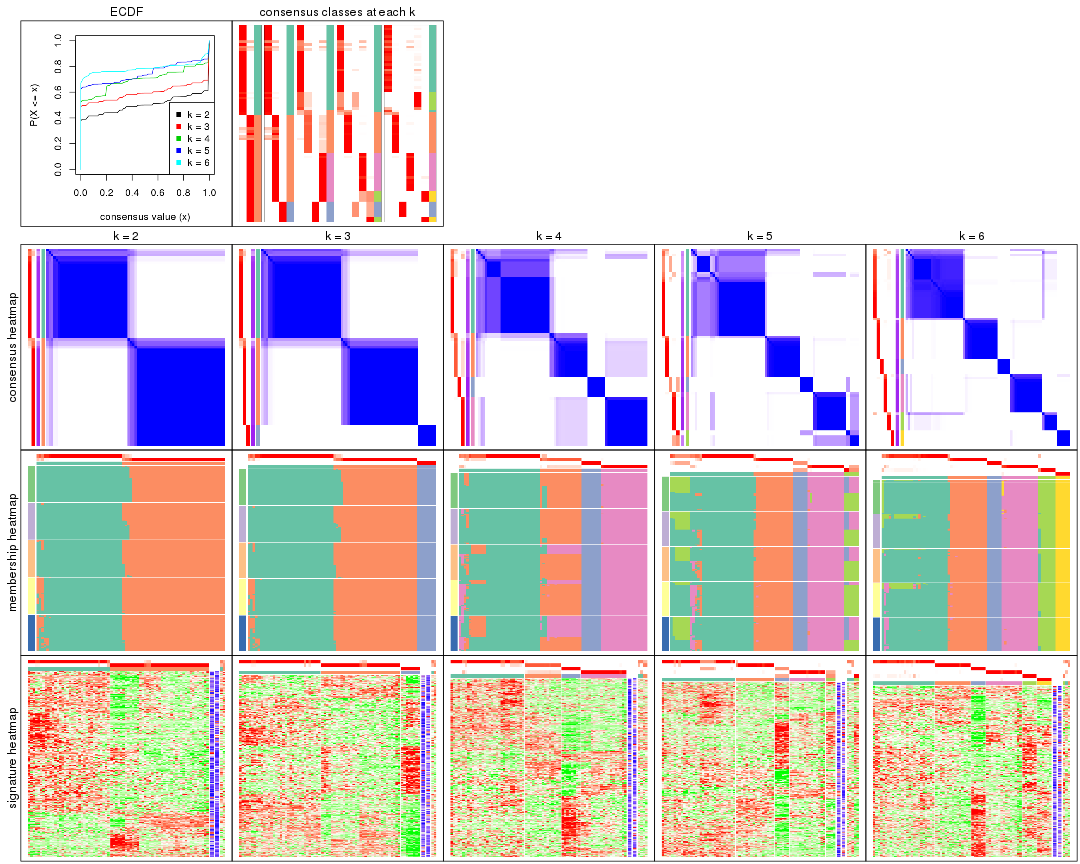 ECDF
consensus classes at each k
P(X <= x)
0.0 0.2 0.4 0.6 0.8 1.0
k = 2
k = 3
k = 4
k = 5
k = 6
0.0 0.2 0.4 0.6 0.8 1.0
consensus value (x)
k = 2 k = 3 k = 4 k = 5 k = 6
consensus heatmap
membership heatmap
signature heatmap